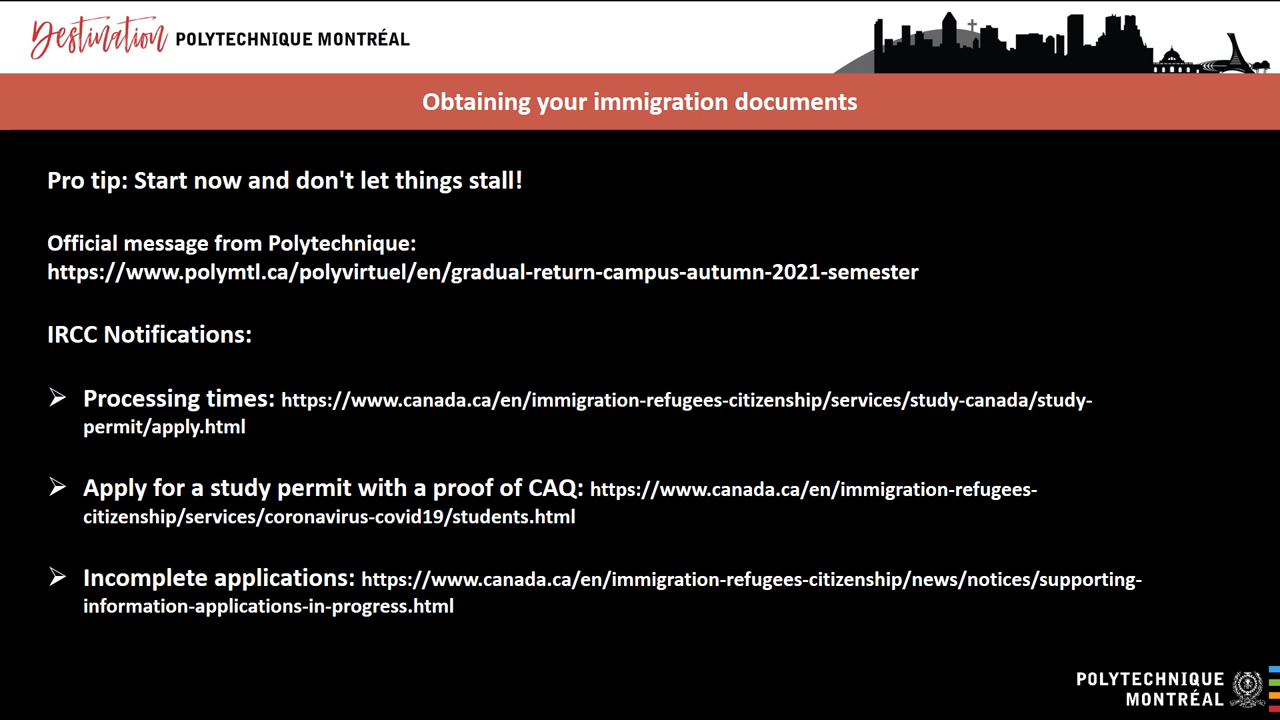 Destination POLYTECHNIQUE MONTRÉAL
Obtaining your immigration documents
Pro tip: Start now and don't let things stall!
Official message from Polytechnique:
https://www.polymtl.ca/polyvirtuel/en/gradual-return-campus-autumn-2021-semester
IRCC Notifications:
➢ Processing times: https://www.canada.ca/en/immigration-refugees-citizenship/services/study-canada/study-
permit/apply.html
➢ Apply for a study permit with a proof of CAQ: https://www.canada.ca/en/immigration-refugees-
citizenship/services/coronavirus-covid19/students.html
➢ Incomplete applications: https://www.canada.ca/en/immigration-refugees-citizenship/news/notices/supporting-
information-applications-in-progress.html
POLYTECHNIQUE
MONTRÉAL